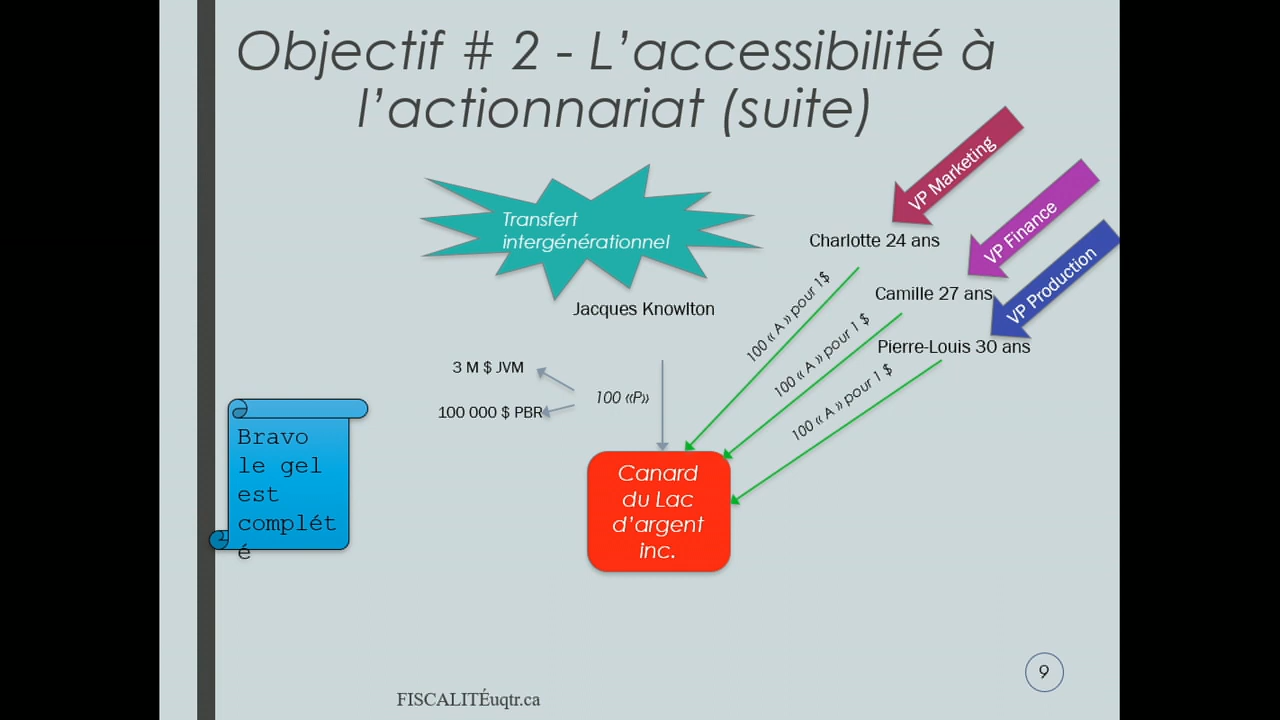 Objectif # 2 - L’accessibilité à
l’actionnariat (suite)
VP Marketing
Transfert
intergénérationnel
VP Finance
Charlotte 24 ans
VP Production
Camille 27 ans
Jacques Knowlton
100 « A » pour 1$
Pierre-Louis 30 ans
100 « A » pour 1 $
3 M $ JVM
100 «P»
100 « A » pour 1 $
100 000 $ PBR
Bravo
le gel
est
complét
é
Canard
du Lac
d’argent
inc.
9
FISCALITÉuqtr.ca